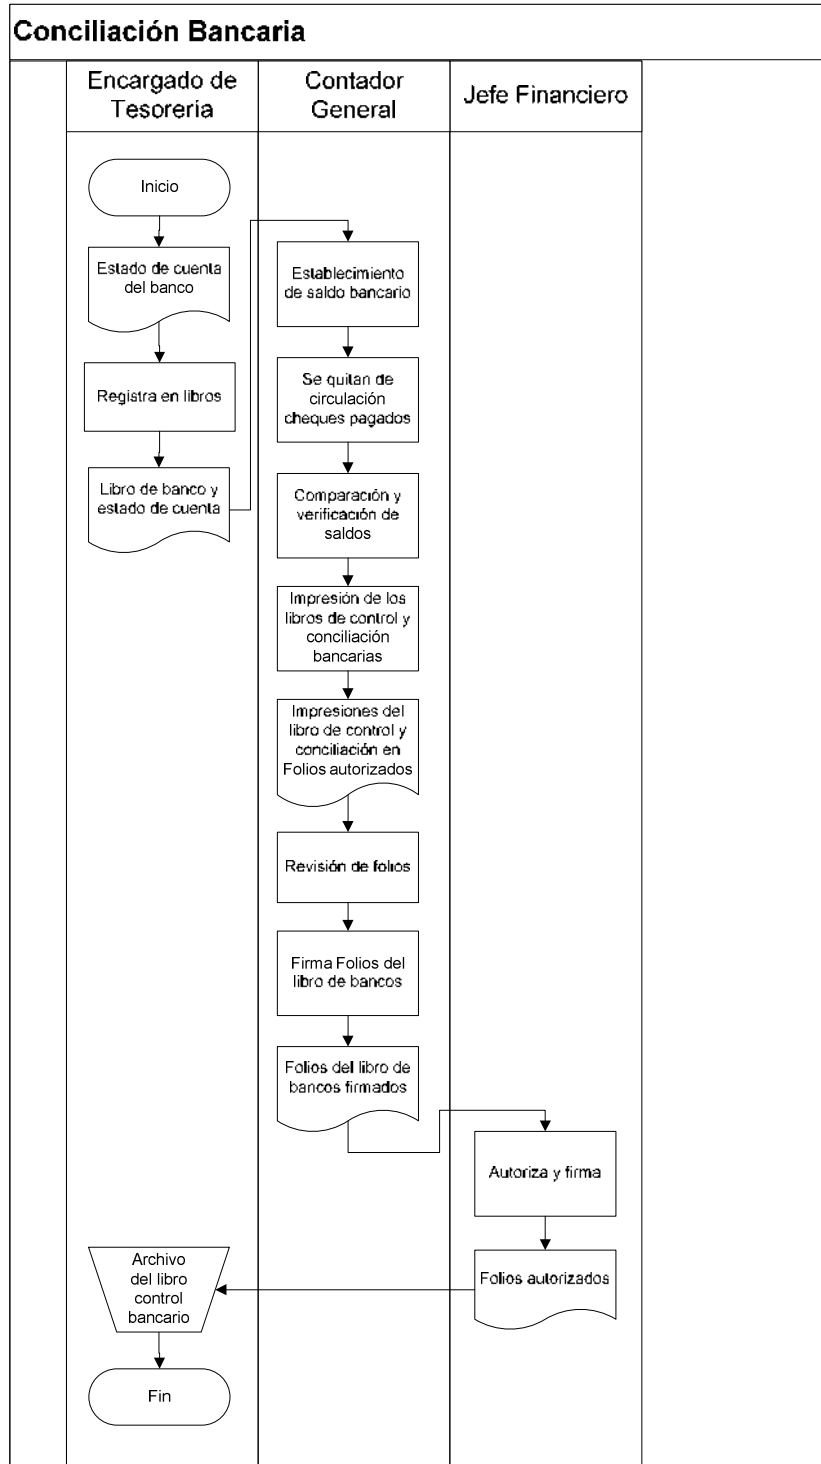 Conciliación Bancaria
Encargado de
Tesoreria
Contador
General
Jefe Financiero
Inicio
Estado de cuenta
del banco
Registra en libros
Libro de banco y
estado de cuenta
Establecimiento
de saldo bancario
Se quitan de
circulación
cheques pagados
Comparación y
verificación de
saldos
Impresión de los
libros de control y
conciliación
bancarias
Impresiones del
libro de control y
conciliación en
Folios autorizados
Revisión de folios
Firma Folios del
libro de bancos
Folios del libro de
bancos firmados
Autoriza y firma
Folios autorizados
Archivo
del libro
control
bancario
Fin